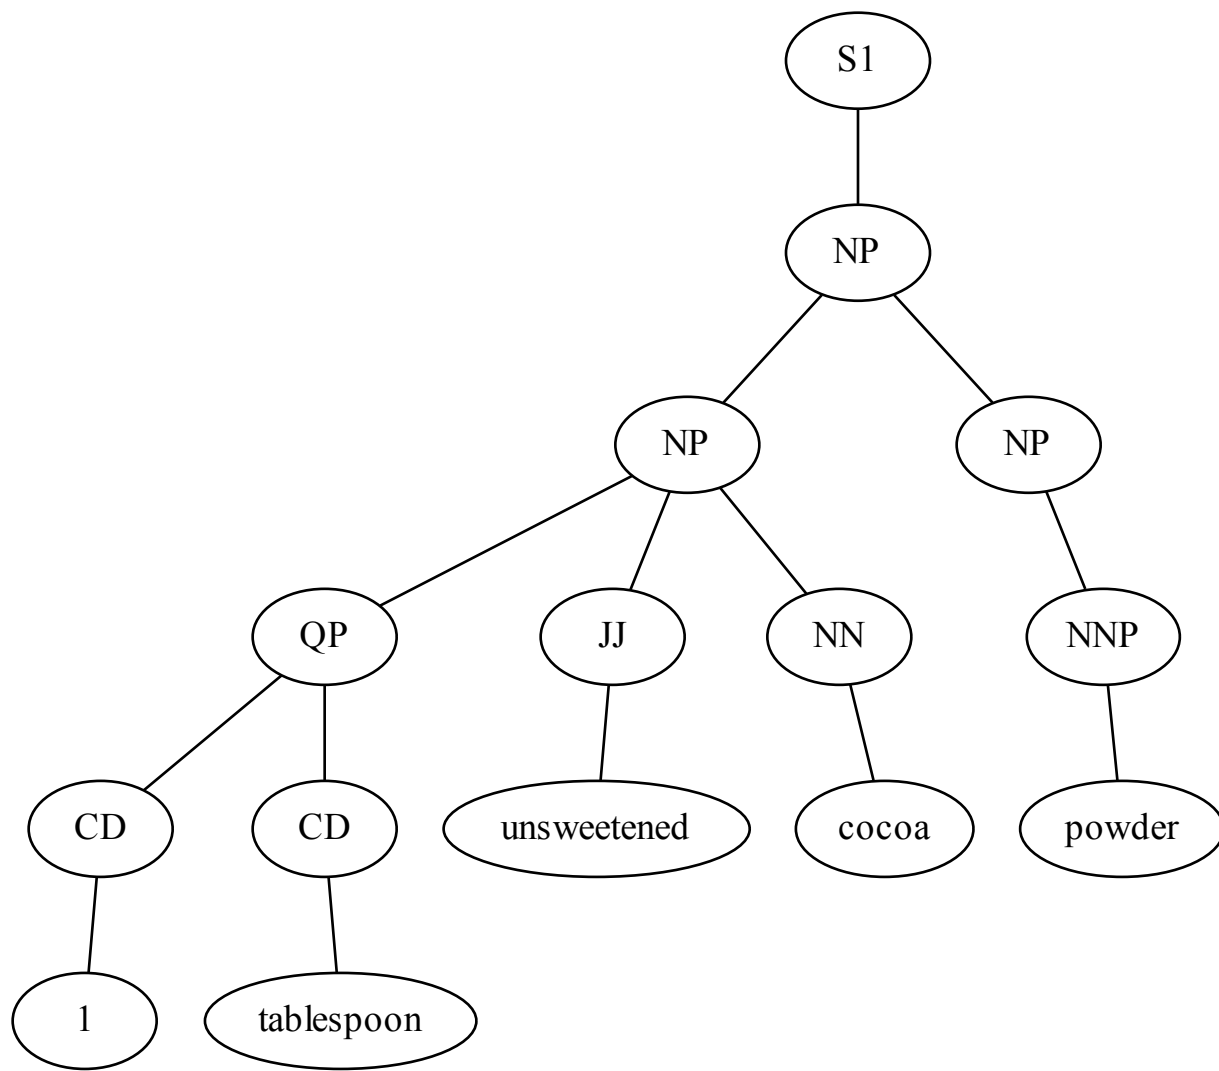 S1
NP
NP NP
QP JJ NN NNP
CD CD unsweetened cocoa powder
1 tablespoon